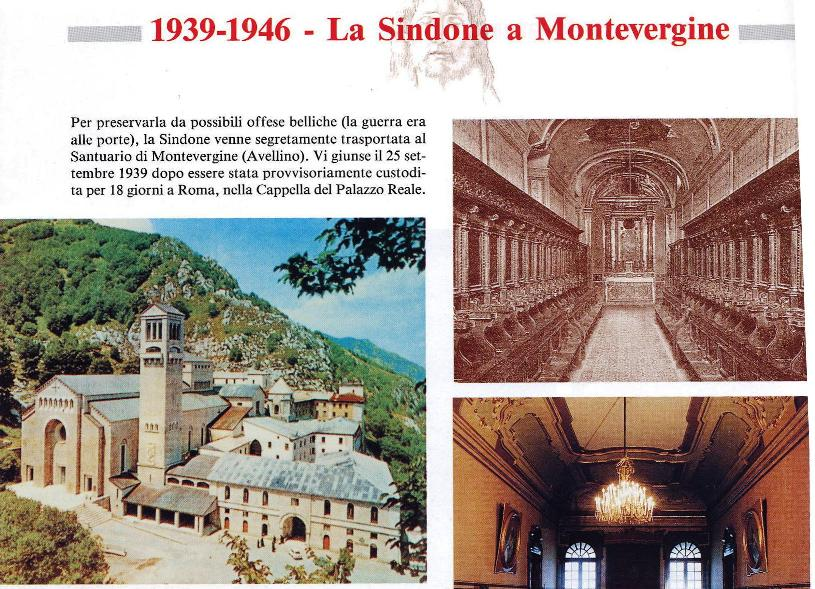 1939-1946 - La Sindone a Montevergine
Per preservarla da possibili offese belliche (la guerra era
alle porte), la Sindone venne segretamente trasportata al
Santuario di Montevergine (Avellino). Vi giunse il 25 set-
tembre 1939 dopo essere stata provvisoriamente custodi-
ta per 18 giorni a Roma, nella Cappella del Palazzo Reale.